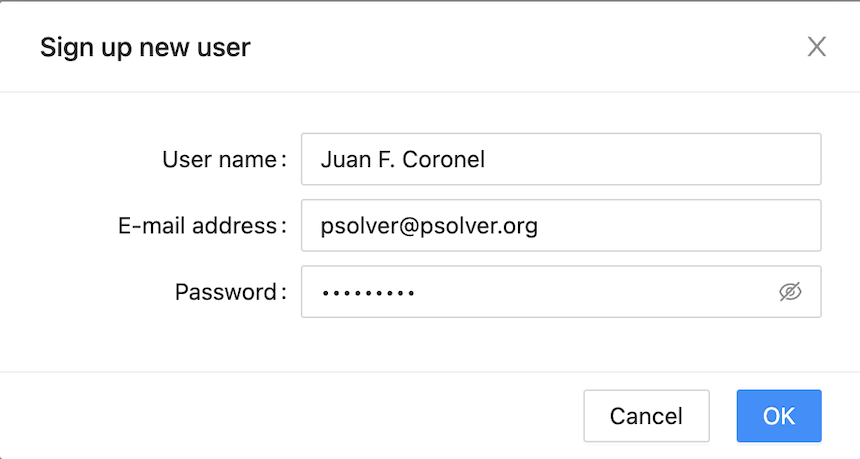 Sign up new user
User name:
Juan F. Coronel
E-mail address:
psolver@psolver.org
Password:
•••••••••
Cancel
OK